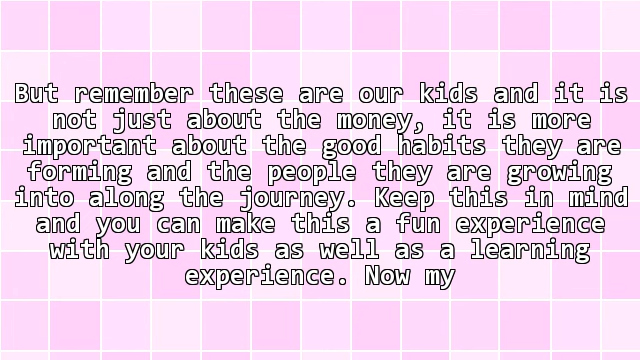 But remember these are our kids and it is
not just about the money, it is more
important about the good habits they are
forming and the people they are growing
into along the journey. Keep this in mind
and you can make this a fun experience
with your kids as well as a learning
experience. Now my